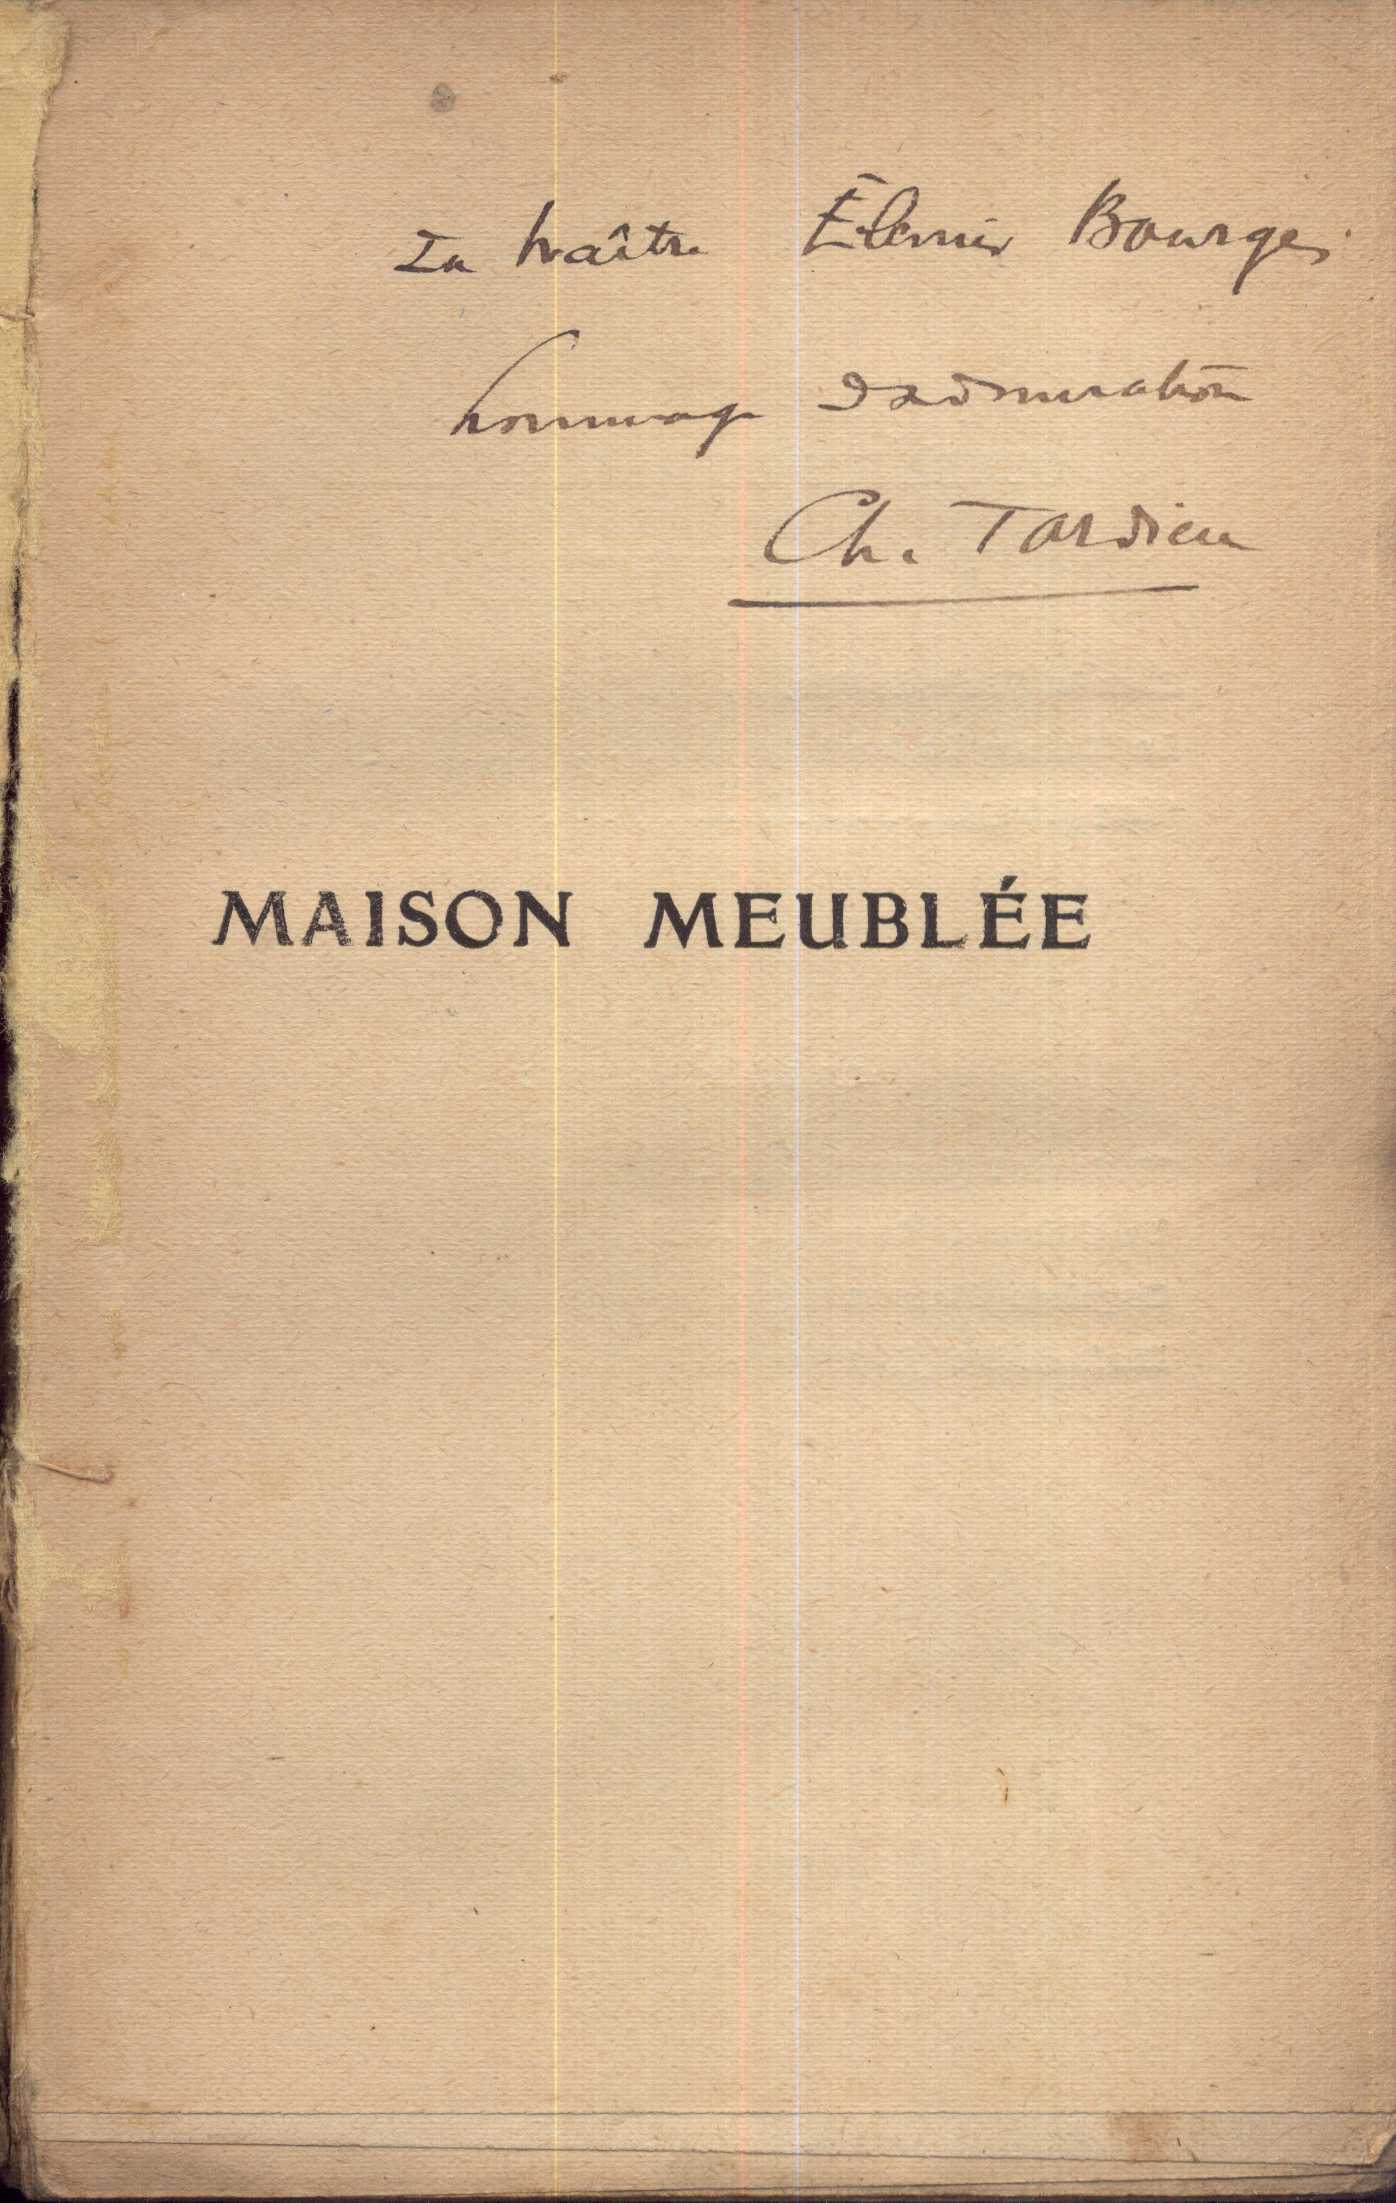 Au Maître Élémir Bourges
hommage d'admiration
Ch. Tardieu
MAISON MEUBLÉE